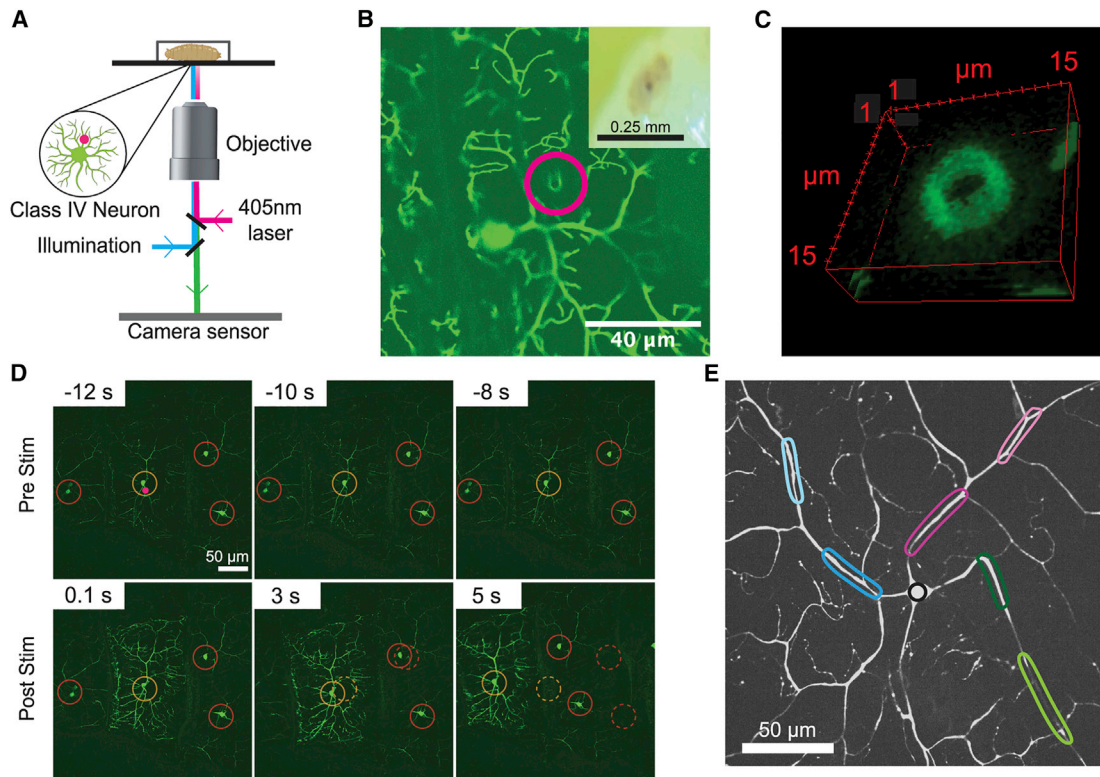 A
Objective
Class IV Neuron
405nm
laser
Illumination
Camera sensor
B
0.25 mm
40 µm
C
µm
15
1
1
µm
15
D
Pre Stim
-12 s
-10 s
-8 s
50 µm
Post Stim
0.1 s
3 s
5 s
E
50 µm